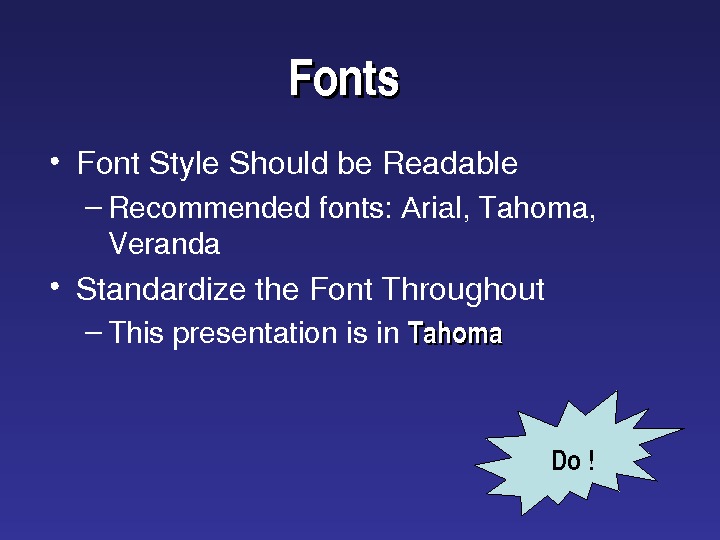 Fonts
• Font Style Should be Readable
– Recommended fonts: Arial, Tahoma,
Veranda
• Standardize the Font Throughout
– This presentation is in Tahoma
Do !